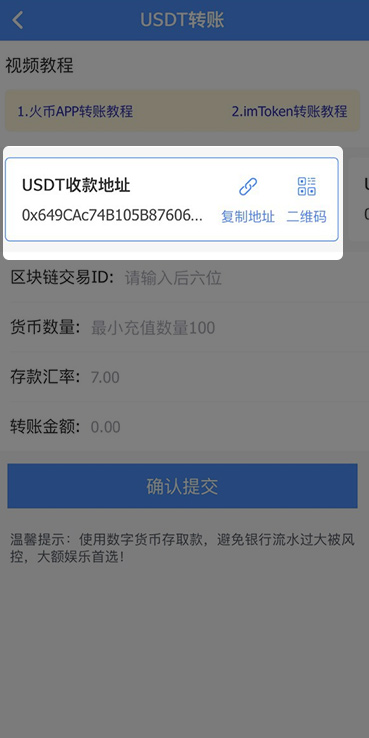 USDT转账
视频教程
1.火币APP转账教程 2.imToken转账教程
USDT收款地址
0x649CAc74B105B87606... 复制地址 二维码
区块链交易ID: 请输入后六位
货币数量: 最小充值数量100
存款汇率: 7.00
转账金额: 0.00
确认提交
温馨提示：使用数字货币存取款，避免银行流水过大被风
控，大额娱乐首选！